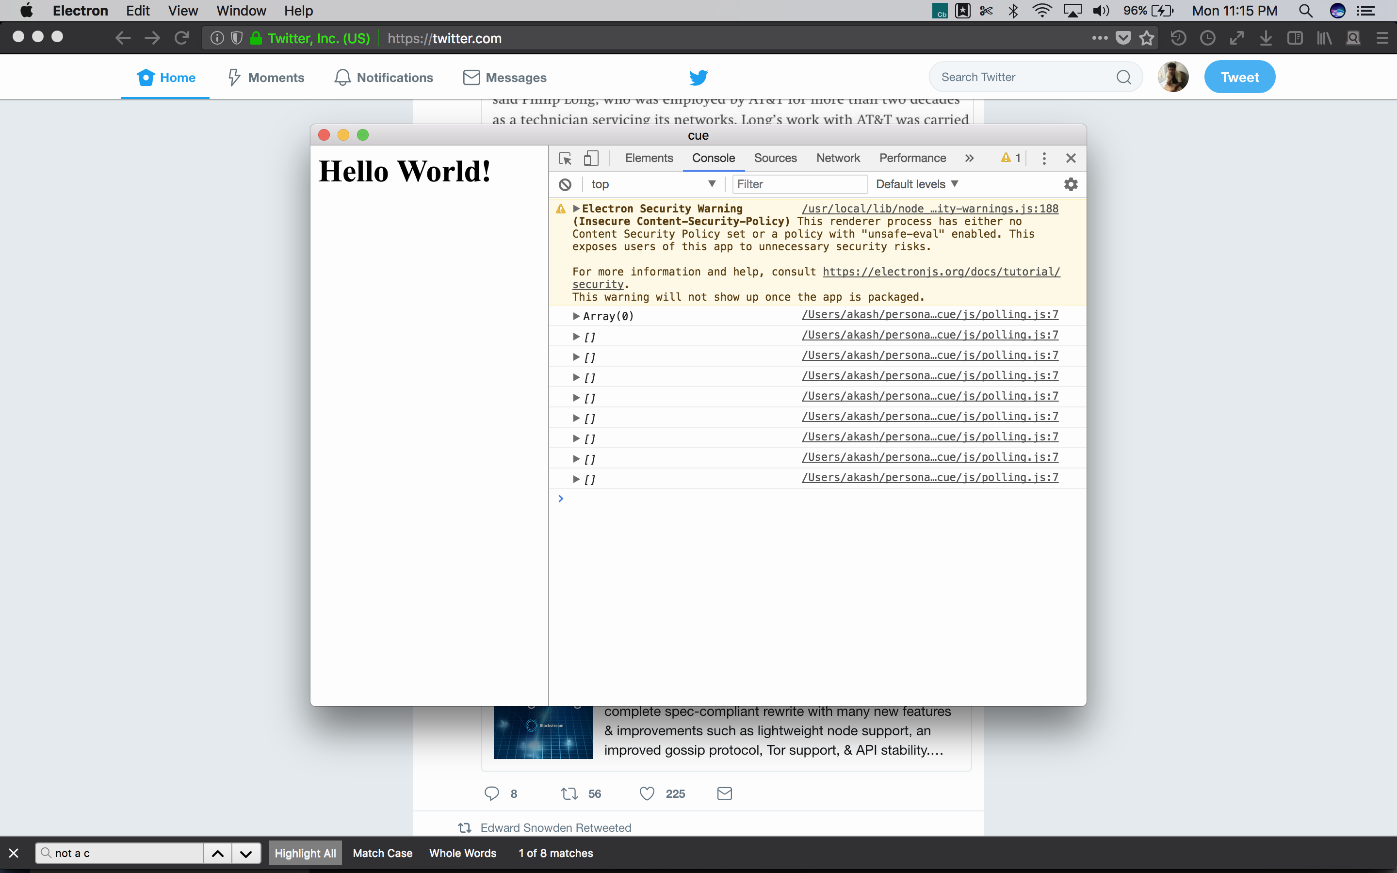 Electron Edit View Window Help
Cb 96% Mon 11:15 PM
Twitter, Inc. (US) https://twitter.com
Home Moments Notifications Messages Search Twitter Tweet
said Philip Long, who was employed by AT&T for more than two decades
as a technician servicing its networks. Long's work with AT&T was carried
cue
Hello World!
Elements Console Sources Network Performance » 1
top Filter Default levels
Electron Security Warning /usr/local/lib/node …ity-warnings.js:188
(Insecure Content-Security-Policy) This renderer process has either no
Content Security Policy set or a policy with "unsafe-eval" enabled. This
exposes users of this app to unnecessary security risks.
For more information and help, consult https://electronjs.org/docs/tutorial/
security.
This warning will not show up once the app is packaged.
Array(0) /Users/akash/persona…cue/js/polling.js:7
[] /Users/akash/persona…cue/js/polling.js:7
[] /Users/akash/persona…cue/js/polling.js:7
[] /Users/akash/persona…cue/js/polling.js:7
[] /Users/akash/persona…cue/js/polling.js:7
[] /Users/akash/persona…cue/js/polling.js:7
[] /Users/akash/persona…cue/js/polling.js:7
[] /Users/akash/persona…cue/js/polling.js:7
[] /Users/akash/persona…cue/js/polling.js:7
complete spec-compliant rewrite with many new features
Blockstream
& improvements such as lightweight node support, an
improved gossip protocol, Tor support, & API stability.…
8 56 225
Edward Snowden Retweeted
not a c Highlight All Match Case Whole Words 1 of 8 matches